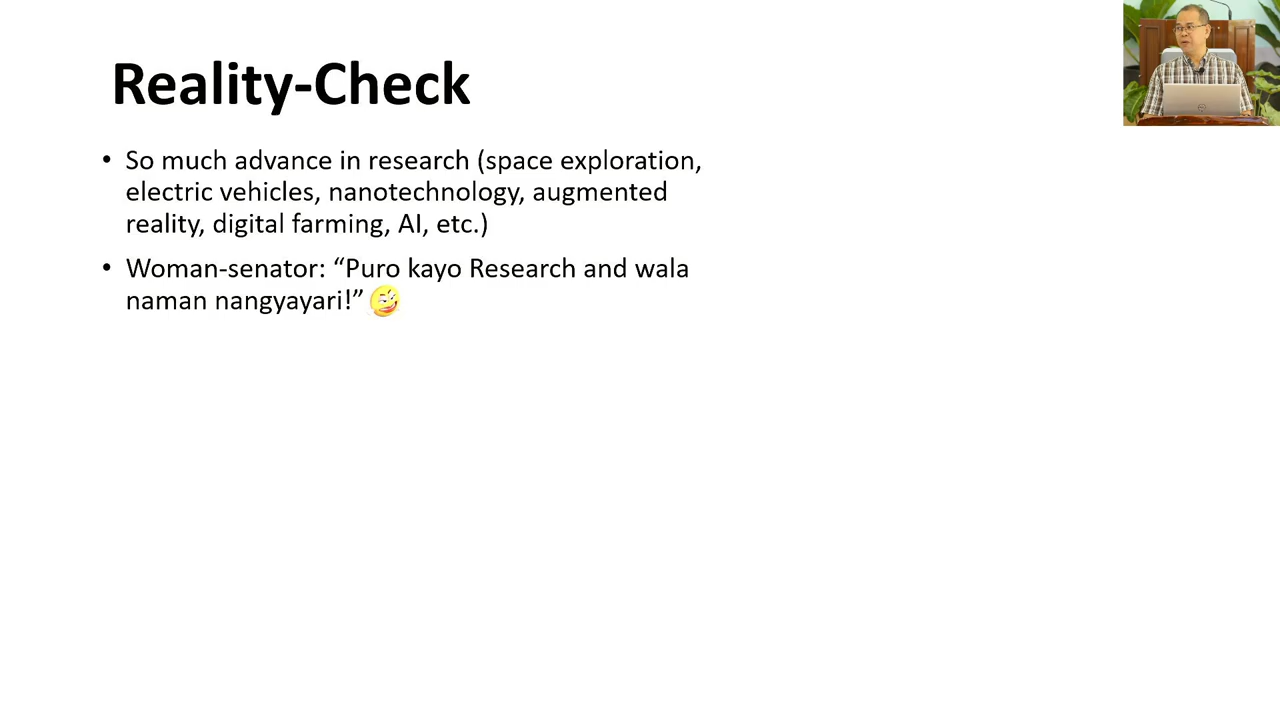 Reality-Check
• So much advance in research (space exploration,
electric vehicles, nanotechnology, augmented
reality, digital farming, AI, etc.)
• Woman-senator: “Puro kayo Research and wala
naman nangyayari!”